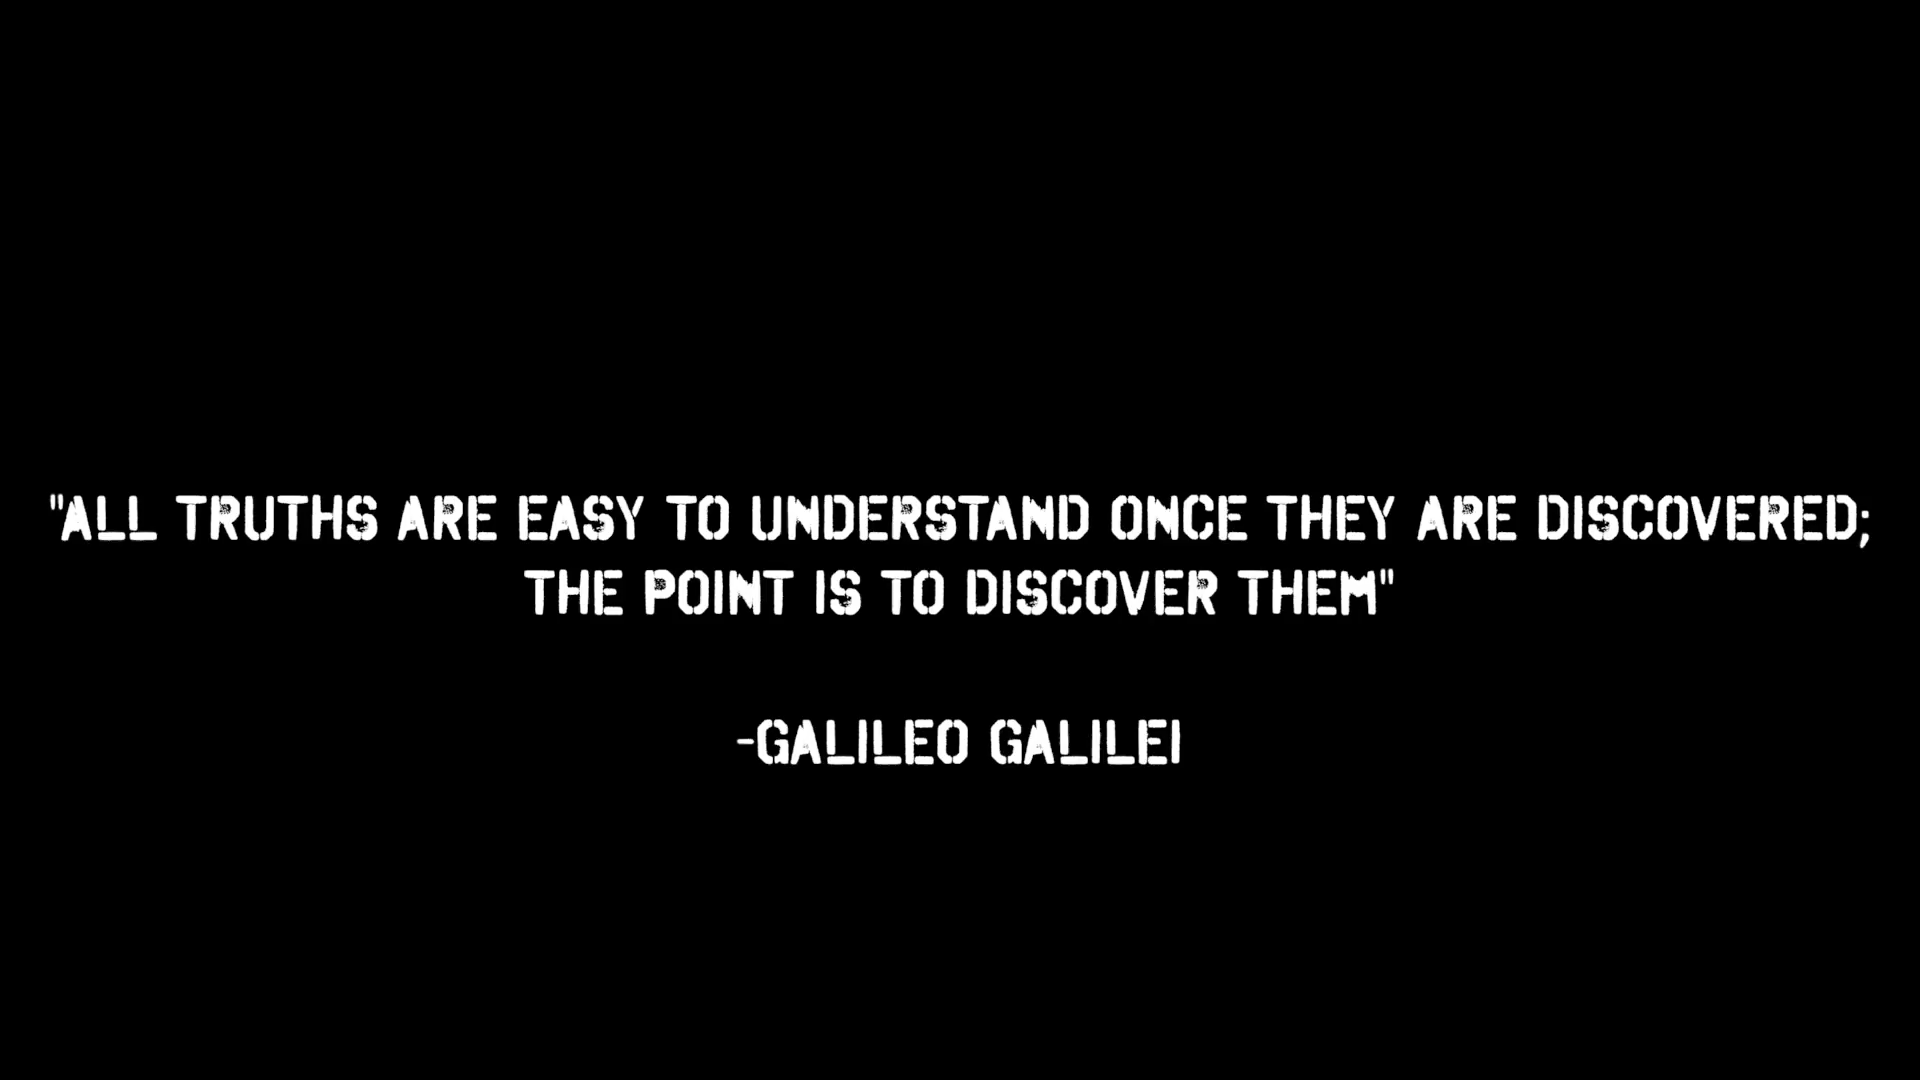 "ALL TRUTHS ARE EASY TO UNDERSTAND ONCE THEY ARE DISCOVERED;
THE POINT IS TO DISCOVER THEM"
-GALILEO GALILEI